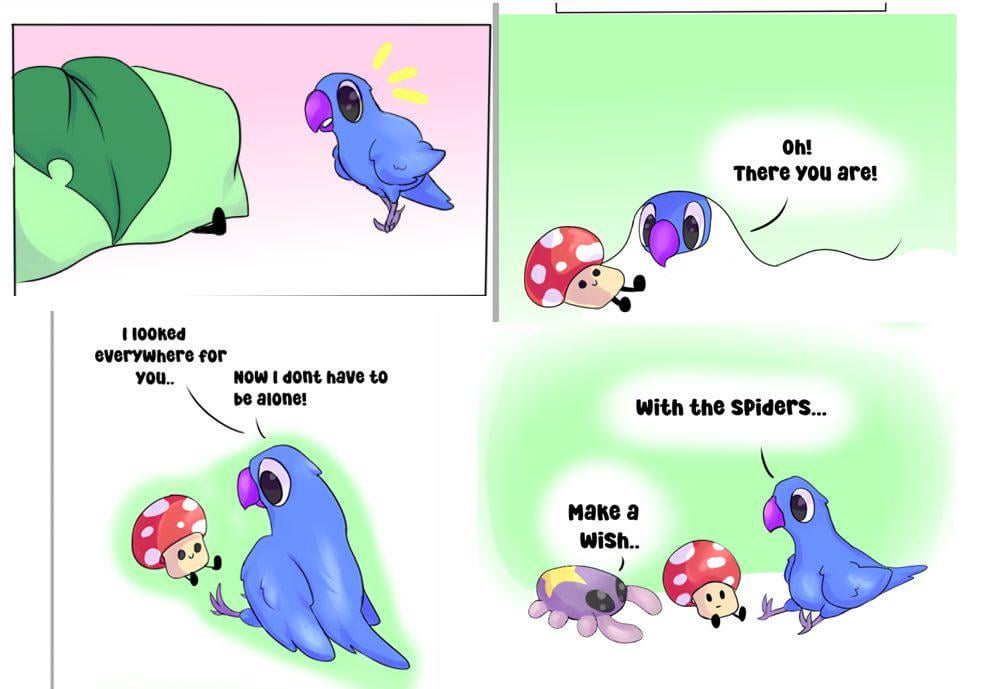 Oh!
There you are!
I looked
everywhere for
you..
Now I dont have to
be alone!
With the spiders...
Make a
wish..